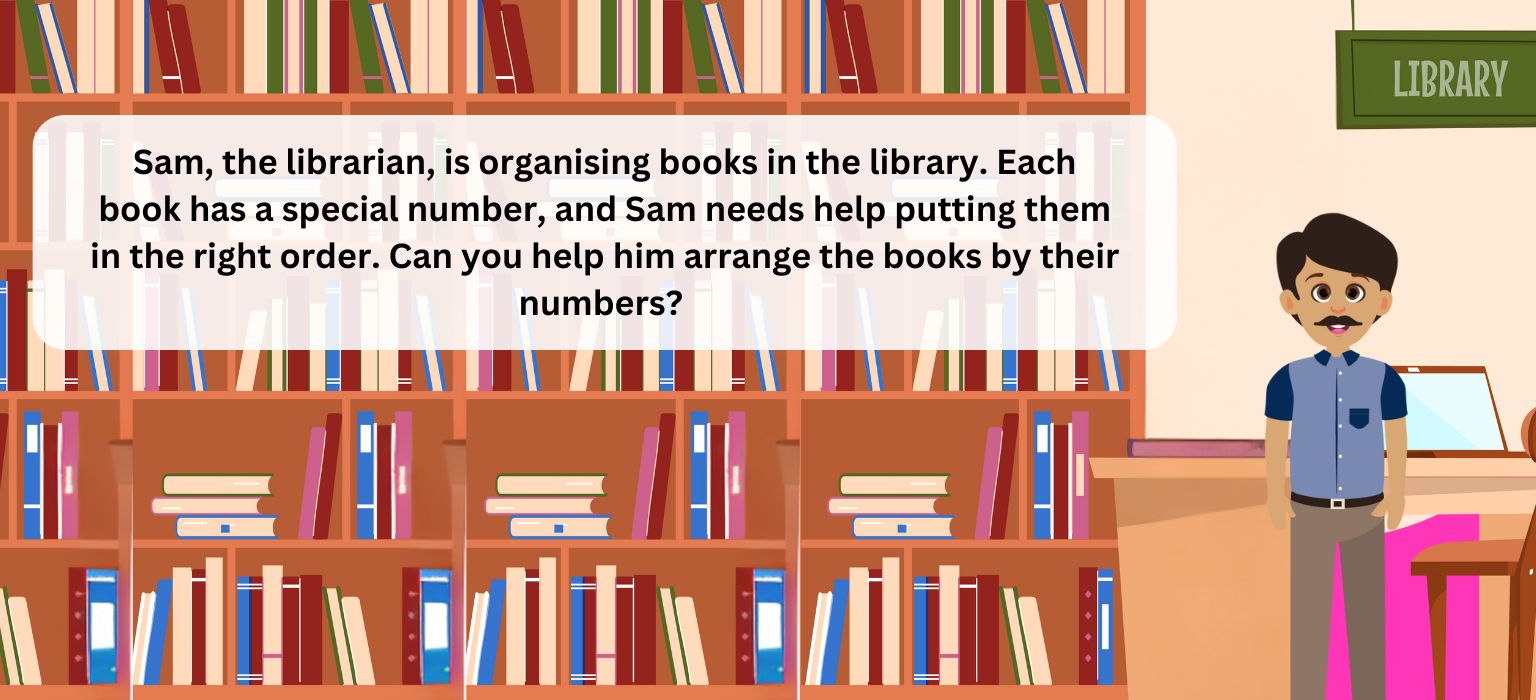 LIBRARY
Sam, the librarian, is organising books in the library. Each
book has a special number, and Sam needs help putting them
in the right order. Can you help him arrange the books by their
numbers?